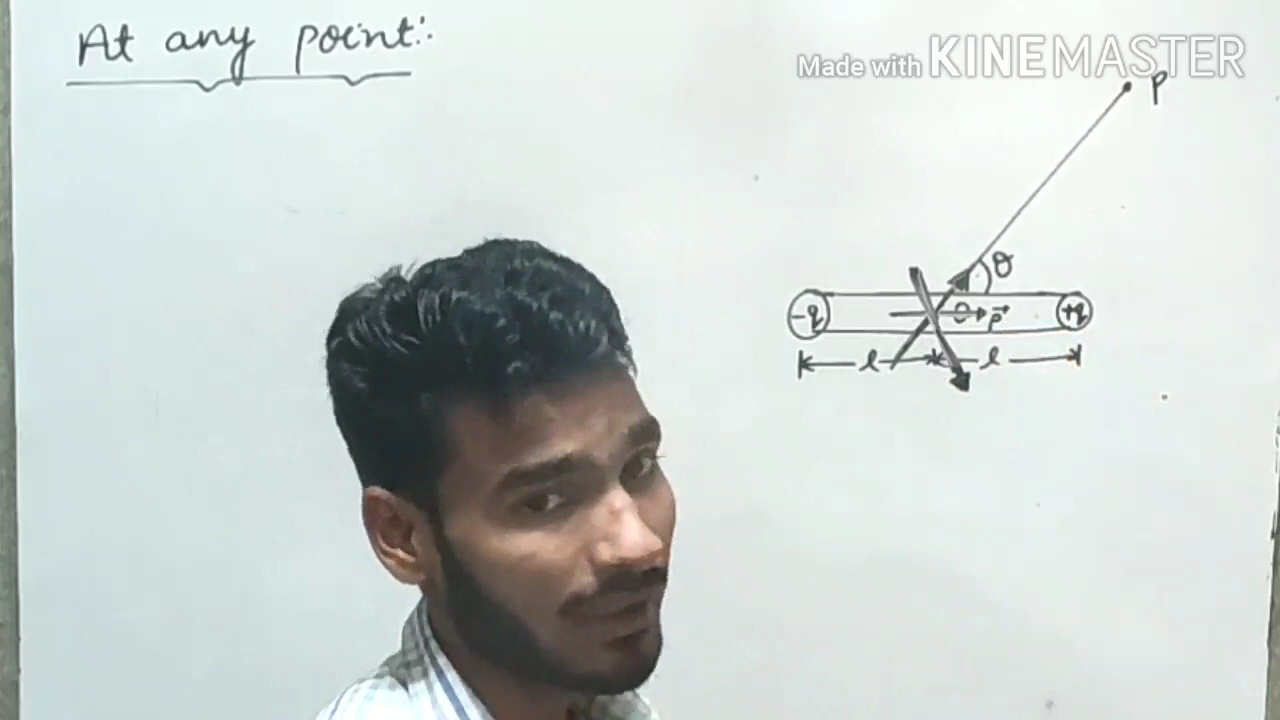 At any point:
Made with KINEMASTER
P
θ
-q O p⃗ +q
l l